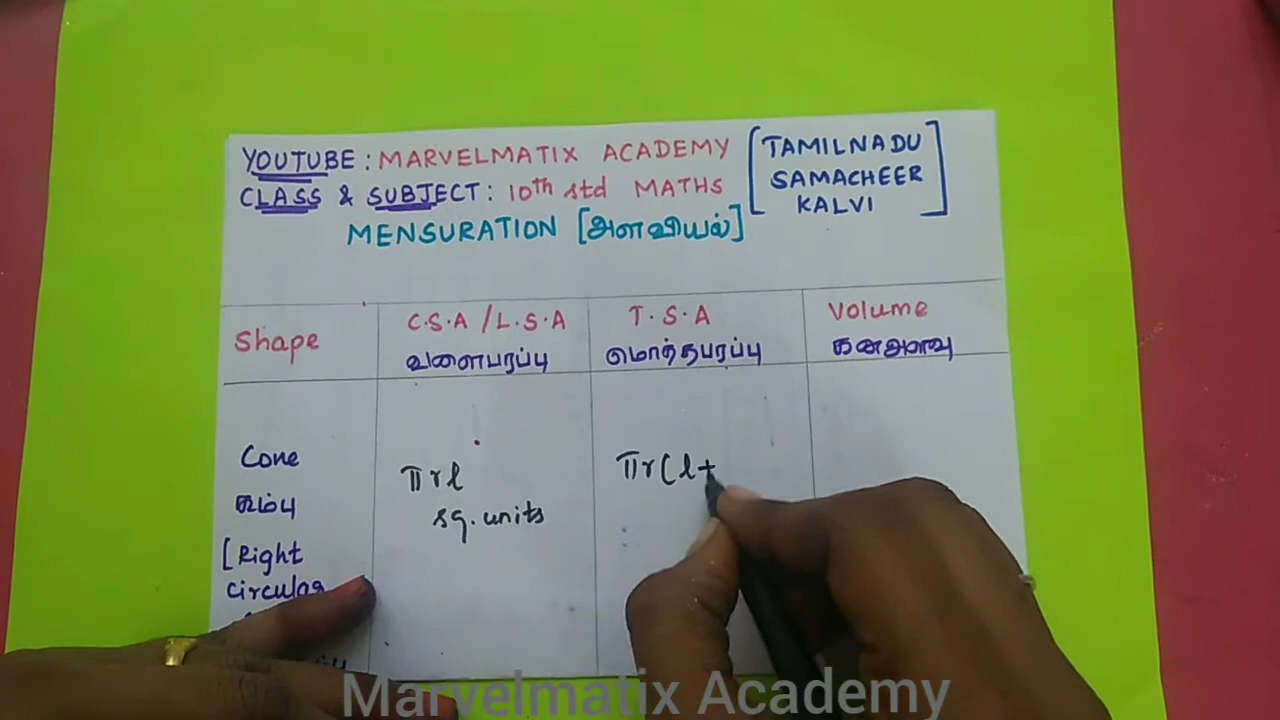 YOUTUBE : MARVELMATIX ACADEMY [TAMILNADU
CLASS & SUBJECT : 10th std MATHS SAMACHEER
KALVI]
MENSURATION [அளவியல்]
Shape
C.S.A / L.S.A
வளைபரப்பு
T.S.A
மொத்தபரப்பு
Volume
கனஅளவு
Cone
கூம்பு
[Right
circular
πrl
sq. units
πr(l+
Marvelmatix Academy